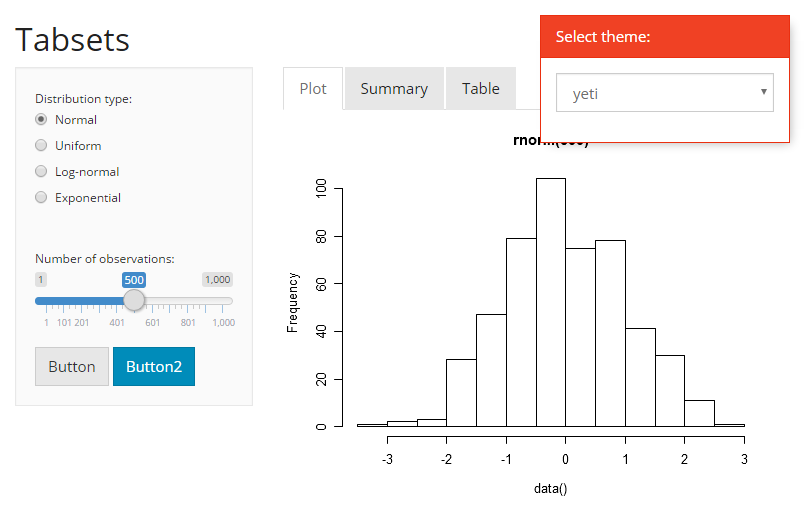 Tabsets
Select theme:
yeti
Plot Summary Table
Distribution type:
Normal
Uniform
Log-normal
Exponential
Number of observations:
1 500 1,000
1 101 201 401 601 801 1,000
Button Button2
Frequency
100
80
60
40
20
0
-3 -2 -1 0 1 2 3
data()